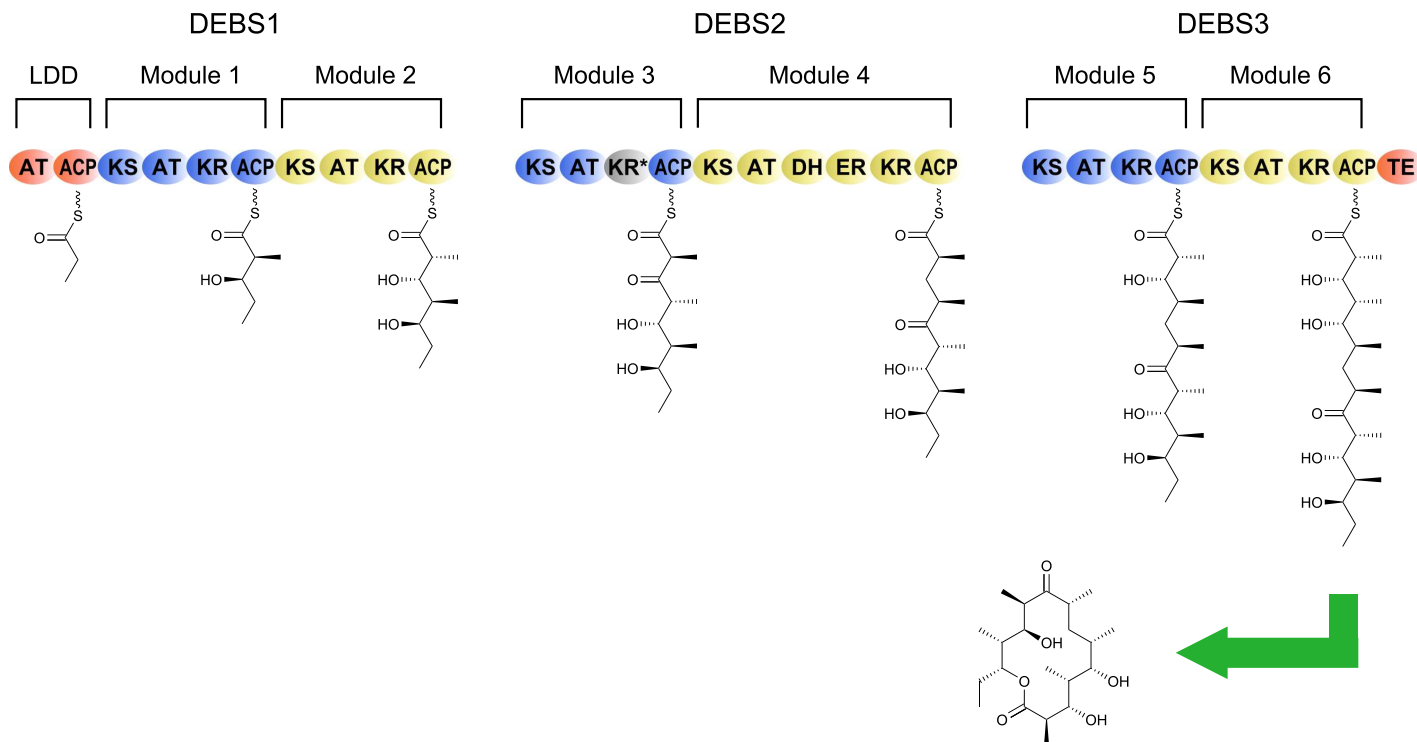 DEBS1 DEBS2 DEBS3
LDD Module 1 Module 2 Module 3 Module 4 Module 5 Module 6
AT ACP KS AT KR ACP KS AT KR ACP KS AT KR* ACP KS AT DH ER KR ACP KS AT KR ACP KS AT KR ACP TE
S S S S S S S
O O O O O O O
HO HO HO HO
O HO
HO HO O HO
HO HO
O HO
HO O
HO HO
HO HO
HO
O
OH
O OH
O OH